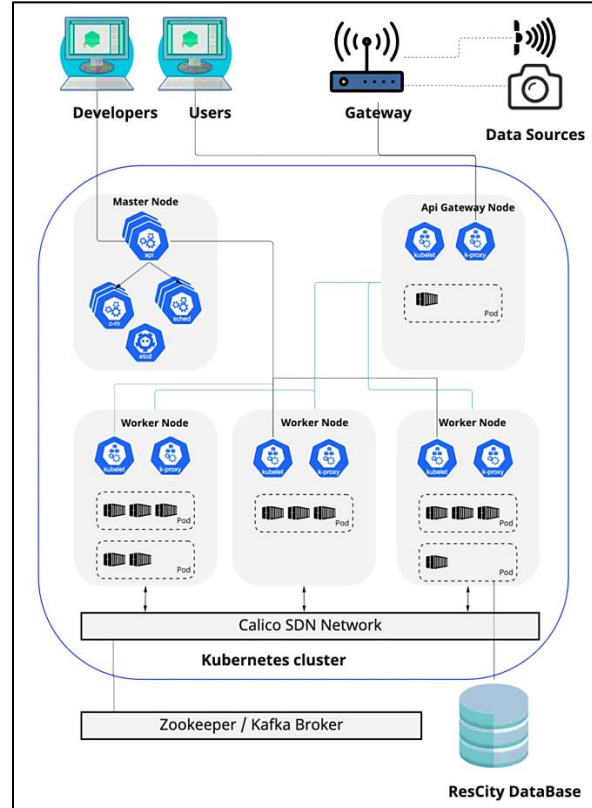 Developers
Users
Gateway
Data Sources
Master Node
api
c-m
sched
etcd
Api Gateway Node
kubelet
k-proxy
Pod
Worker Node
kubelet
k-proxy
Pod
Pod
Worker Node
kubelet
k-proxy
Pod
Worker Node
kubelet
k-proxy
Pod
Pod
Calico SDN Network
Kubernetes cluster
Zookeeper / Kafka Broker
ResCity DataBase